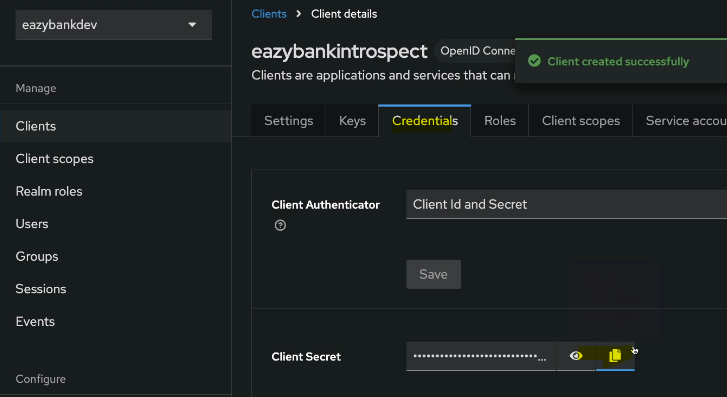 eazybankdev
Manage
Clients
Client scopes
Realm roles
Users
Groups
Sessions
Events
Configure
Clients > Client details
eazybankintrospect OpenID Conne
Client created successfully
Clients are applications and services that can
Settings Keys Credentials Roles Client scopes Service accou
Client Authenticator
Client Id and Secret
Save
Client Secret